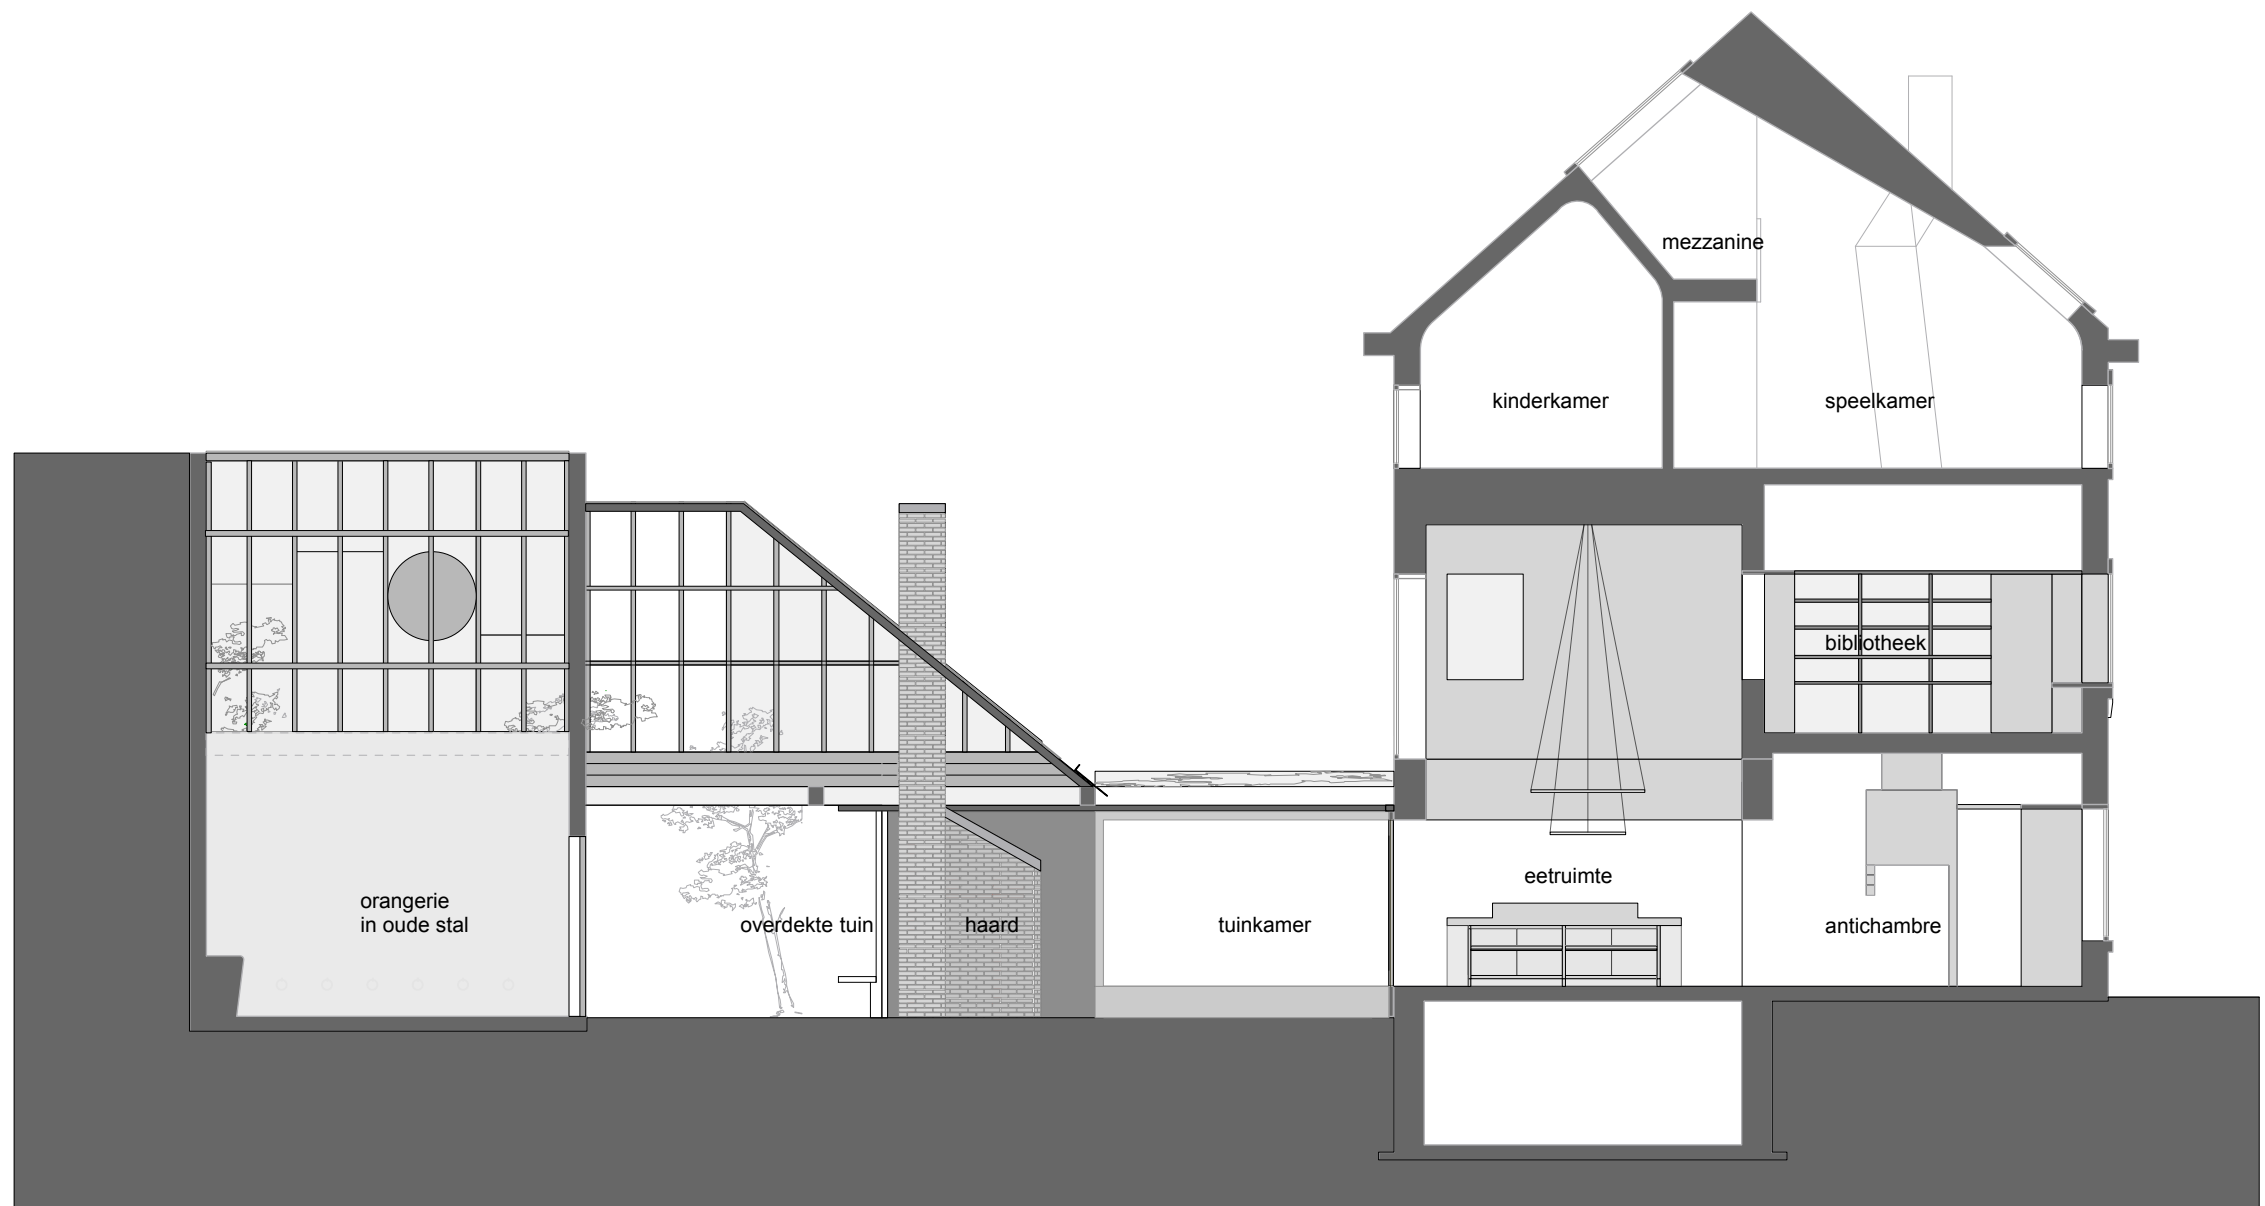 mezzanine
kinderkamer
speelkamer
bibliotheek
eetruimte
orangerie
in oude stal
overdekte tuin
haard
tuinkamer
antichambre